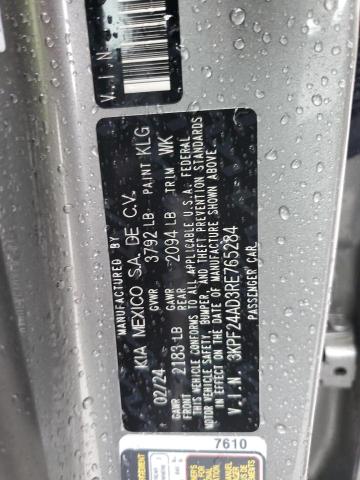 V.I.N
MANUFACTURED BY
KIA MEXICO S.A. DE C.V.
02/24 GVWR 3792 LB PAINT KLG
GAWR FRONT 2183 LB GAWR REAR 2094 LB TRIM WK
THIS VEHICLE CONFORMS TO ALL APPLICABLE U.S.A. FEDERAL
MOTOR VEHICLE SAFETY, BUMPER, AND THEFT PREVENTION STANDARDS
IN EFFECT ON THE DATE OF MANUFACTURE SHOWN ABOVE.
V.I.N 3KPF24AD3RE765284
PASSENGER CAR
7610